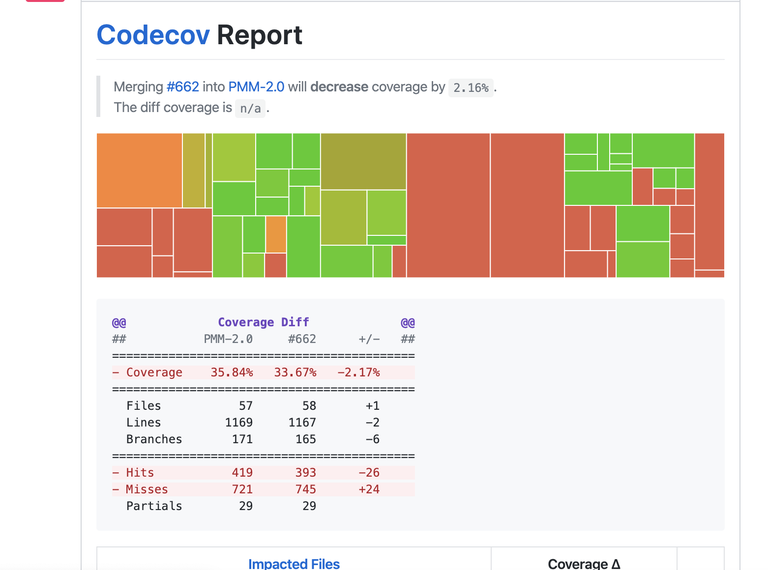 Codecov Report
Merging #662 into PMM-2.0 will decrease coverage by 2.16%.
The diff coverage is n/a.
@@ Coverage Diff @@
## PMM-2.0 #662 +/- ##
===========================================
- Coverage 35.84% 33.67% −2.17%
===========================================
Files 57 58 +1
Lines 1169 1167 −2
Branches 171 165 −6
===========================================
- Hits 419 393 −26
- Misses 721 745 +24
Partials 29 29
Impacted Files Coverage Δ